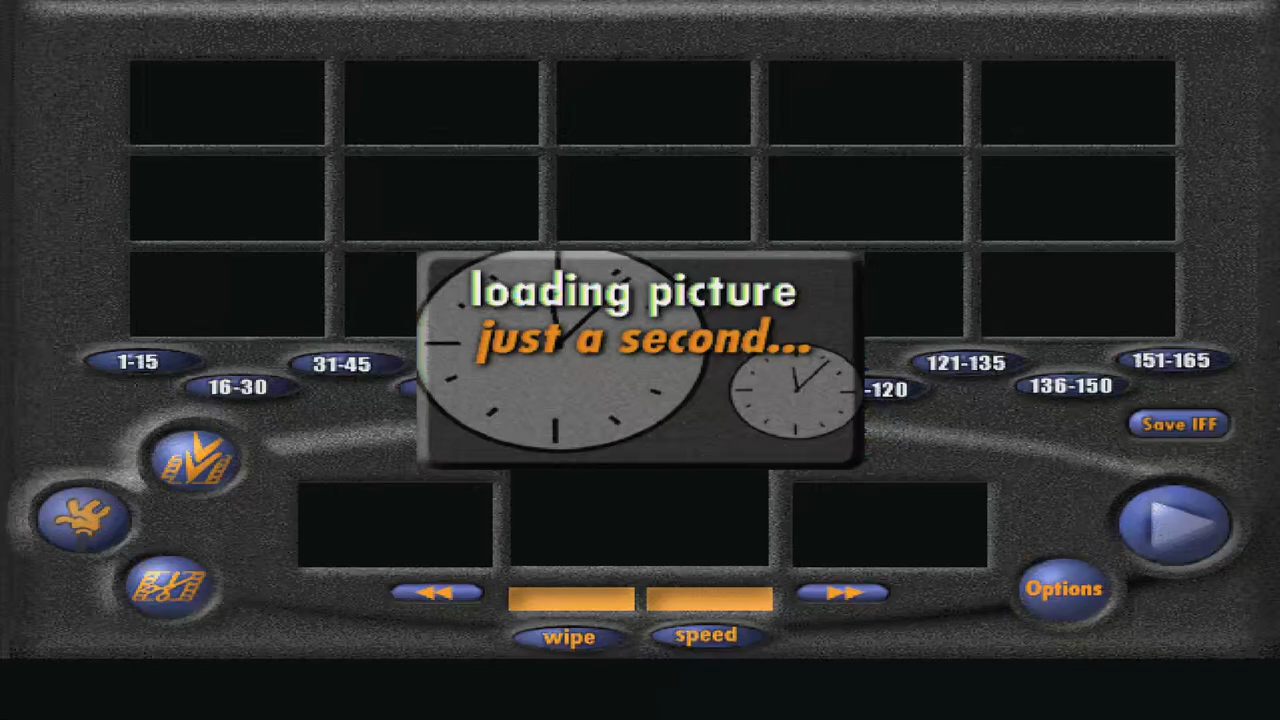 loading picture
just a second...
1-15
16-30
31-45
-120
121-135
136-150
151-165
Save IFF
Options
wipe
speed